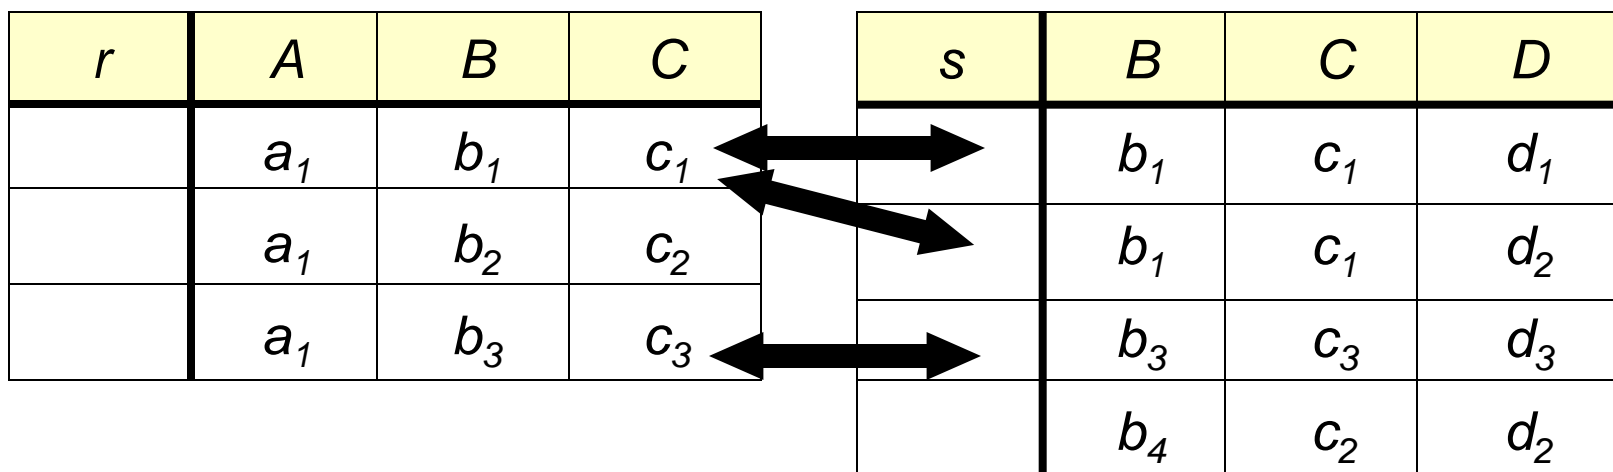 r A B C
a1 b1 c1
a1 b2 c2
a1 b3 c3
s B C D
b1 c1 d1
b1 c1 d2
b3 c3 d3
b4 c2 d2